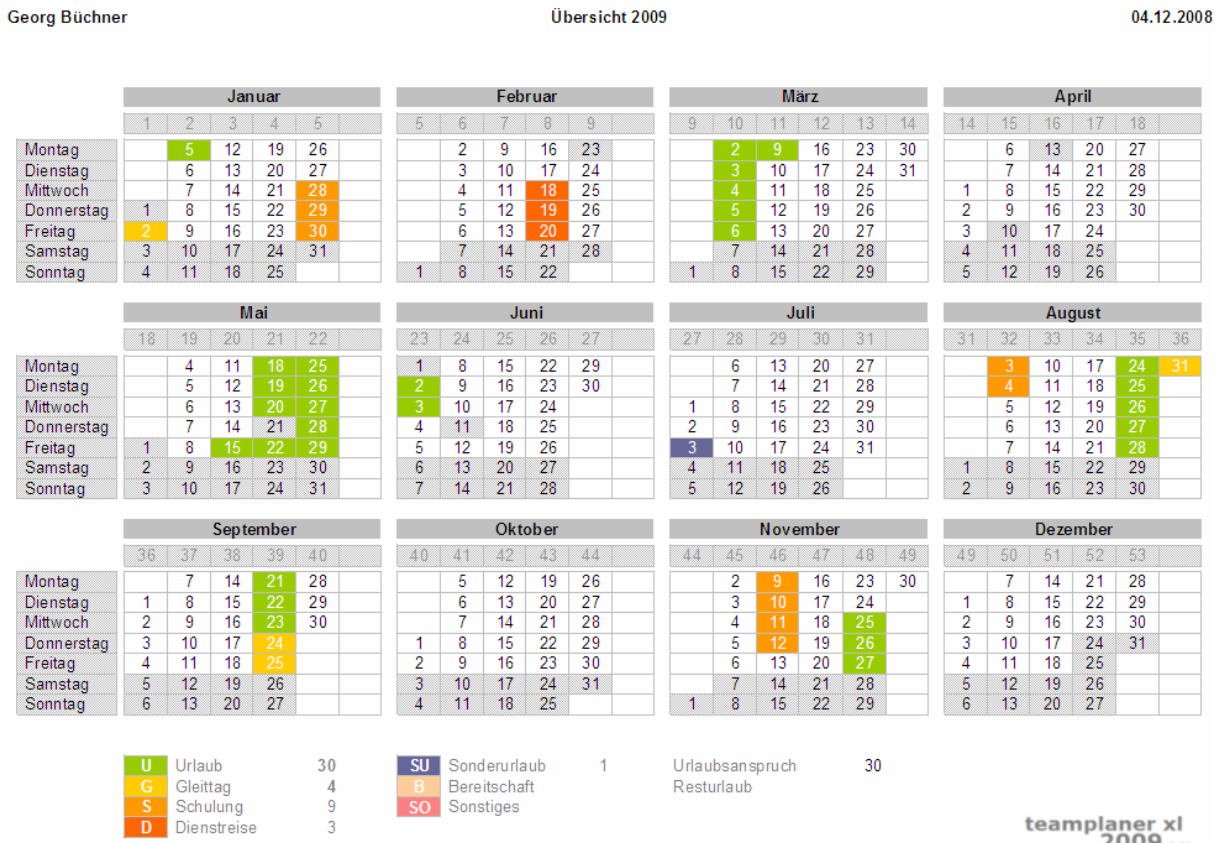 Georg Büchner Übersicht 2009 04.12.2008
Januar Februar März April
1 2 3 4 5 5 6 7 8 9 9 10 11 12 13 14 14 15 16 17 18
Montag 5 12 19 26 2 9 16 23 2 9 16 23 30 6 13 20 27
Dienstag 6 13 20 27 3 10 17 24 3 10 17 24 31 7 14 21 28
Mittwoch 7 14 21 28 4 11 18 25 4 11 18 25 1 8 15 22 29
Donnerstag 1 8 15 22 29 5 12 19 26 5 12 19 26 2 9 16 23 30
Freitag 2 9 16 23 30 6 13 20 27 6 13 20 27 3 10 17 24
Samstag 3 10 17 24 31 7 14 21 28 7 14 21 28 4 11 18 25
Sonntag 4 11 18 25 1 8 15 22 1 8 15 22 29 5 12 19 26
Mai Juni Juli August
18 19 20 21 22 23 24 25 26 27 27 28 29 30 31 31 32 33 34 35 36
Montag 4 11 18 25 1 8 15 22 29 6 13 20 27 3 10 17 24 31
Dienstag 5 12 19 26 2 9 16 23 30 7 14 21 28 4 11 18 25
Mittwoch 6 13 20 27 3 10 17 24 1 8 15 22 29 5 12 19 26
Donnerstag 7 14 21 28 4 11 18 25 2 9 16 23 30 6 13 20 27
Freitag 1 8 15 22 29 5 12 19 26 3 10 17 24 31 7 14 21 28
Samstag 2 9 16 23 30 6 13 20 27 4 11 18 25 1 8 15 22 29
Sonntag 3 10 17 24 31 7 14 21 28 5 12 19 26 2 9 16 23 30
September Oktober November Dezember
36 37 38 39 40 40 41 42 43 44 44 45 46 47 48 49 49 50 51 52 53
Montag 7 14 21 28 5 12 19 26 2 9 16 23 30 7 14 21 28
Dienstag 1 8 15 22 29 6 13 20 27 3 10 17 24 1 8 15 22 29
Mittwoch 2 9 16 23 30 7 14 21 28 4 11 18 25 2 9 16 23 30
Donnerstag 3 10 17 24 1 8 15 22 29 5 12 19 26 3 10 17 24 31
Freitag 4 11 18 25 2 9 16 23 30 6 13 20 27 4 11 18 25
Samstag 5 12 19 26 3 10 17 24 31 7 14 21 28 5 12 19 26
Sonntag 6 13 20 27 4 11 18 25 1 8 15 22 29 6 13 20 27
U Urlaub 30 SU Sonderurlaub 1 Urlaubsanspruch 30
G Gleittag 4 B Bereitschaft Resturlaub
S Schulung 9 SO Sonstiges
D Dienstreise 3
teamplaner xl
2009